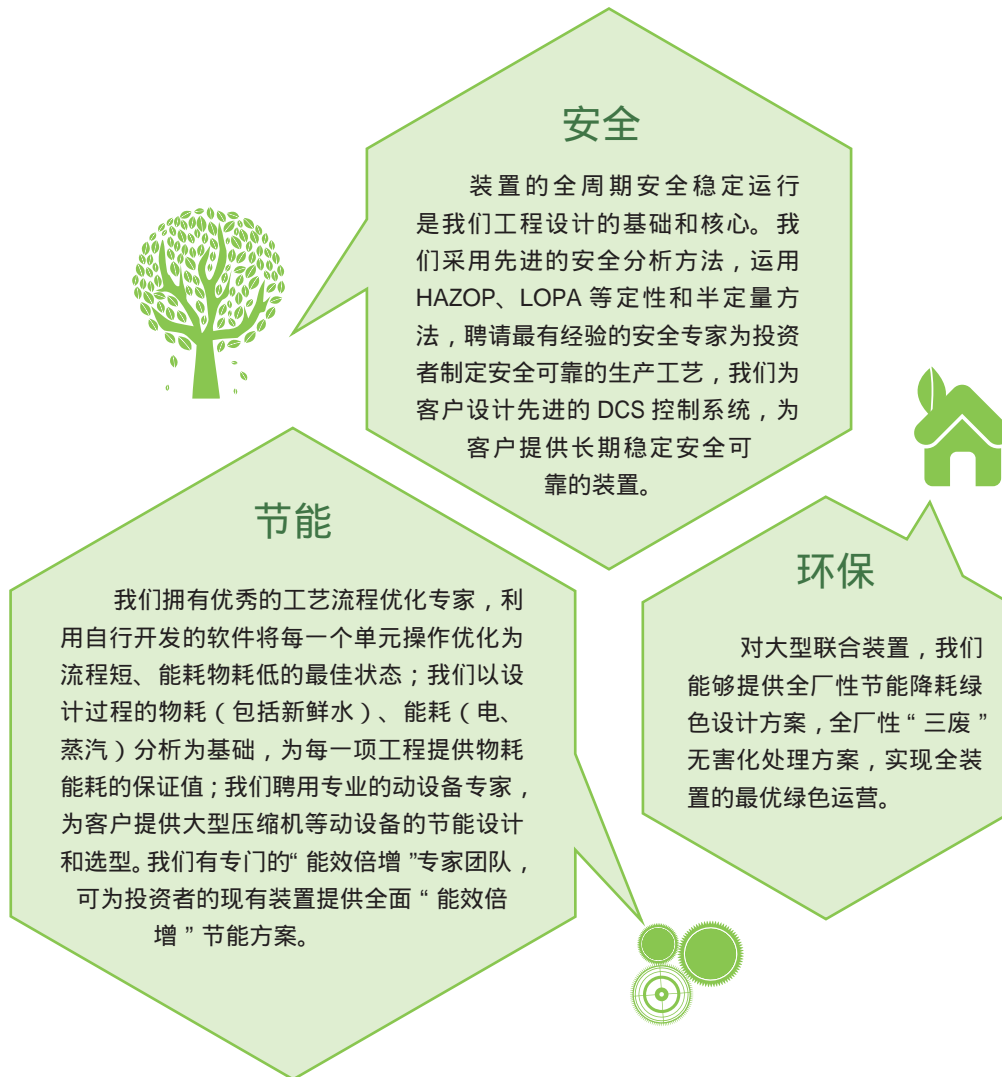 安全
装置的全周期安全稳定运行
是我们工程设计的基础和核心。我
们采用先进的安全分析方法，运用
HAZOP、LOPA 等定性和半定量方
法，聘请最有经验的安全专家为投资
者制定安全可靠的生产工艺，我们为
客户设计先进的 DCS 控制系统，为
客户提供长期稳定安全可
靠的装置。
节能
我们拥有优秀的工艺流程优化专家，利
用自行开发的软件将每一个单元操作优化为
流程短、能耗物耗低的最佳状态；我们以设
计过程的物耗（包括新鲜水）、能耗（电、
蒸汽）分析为基础，为每一项工程提供物耗
能耗的保证值；我们聘用专业的动设备专家，
为客户提供大型压缩机等动设备的节能设计
和选型。我们有专门的“能效倍增”专家团队，
可为投资者的现有装置提供全面“能效倍
增”节能方案。
环保
对大型联合装置，我们
能够提供全厂性节能降耗绿
色设计方案，全厂性“三废”
无害化处理方案，实现全装
置的最优绿色运营。